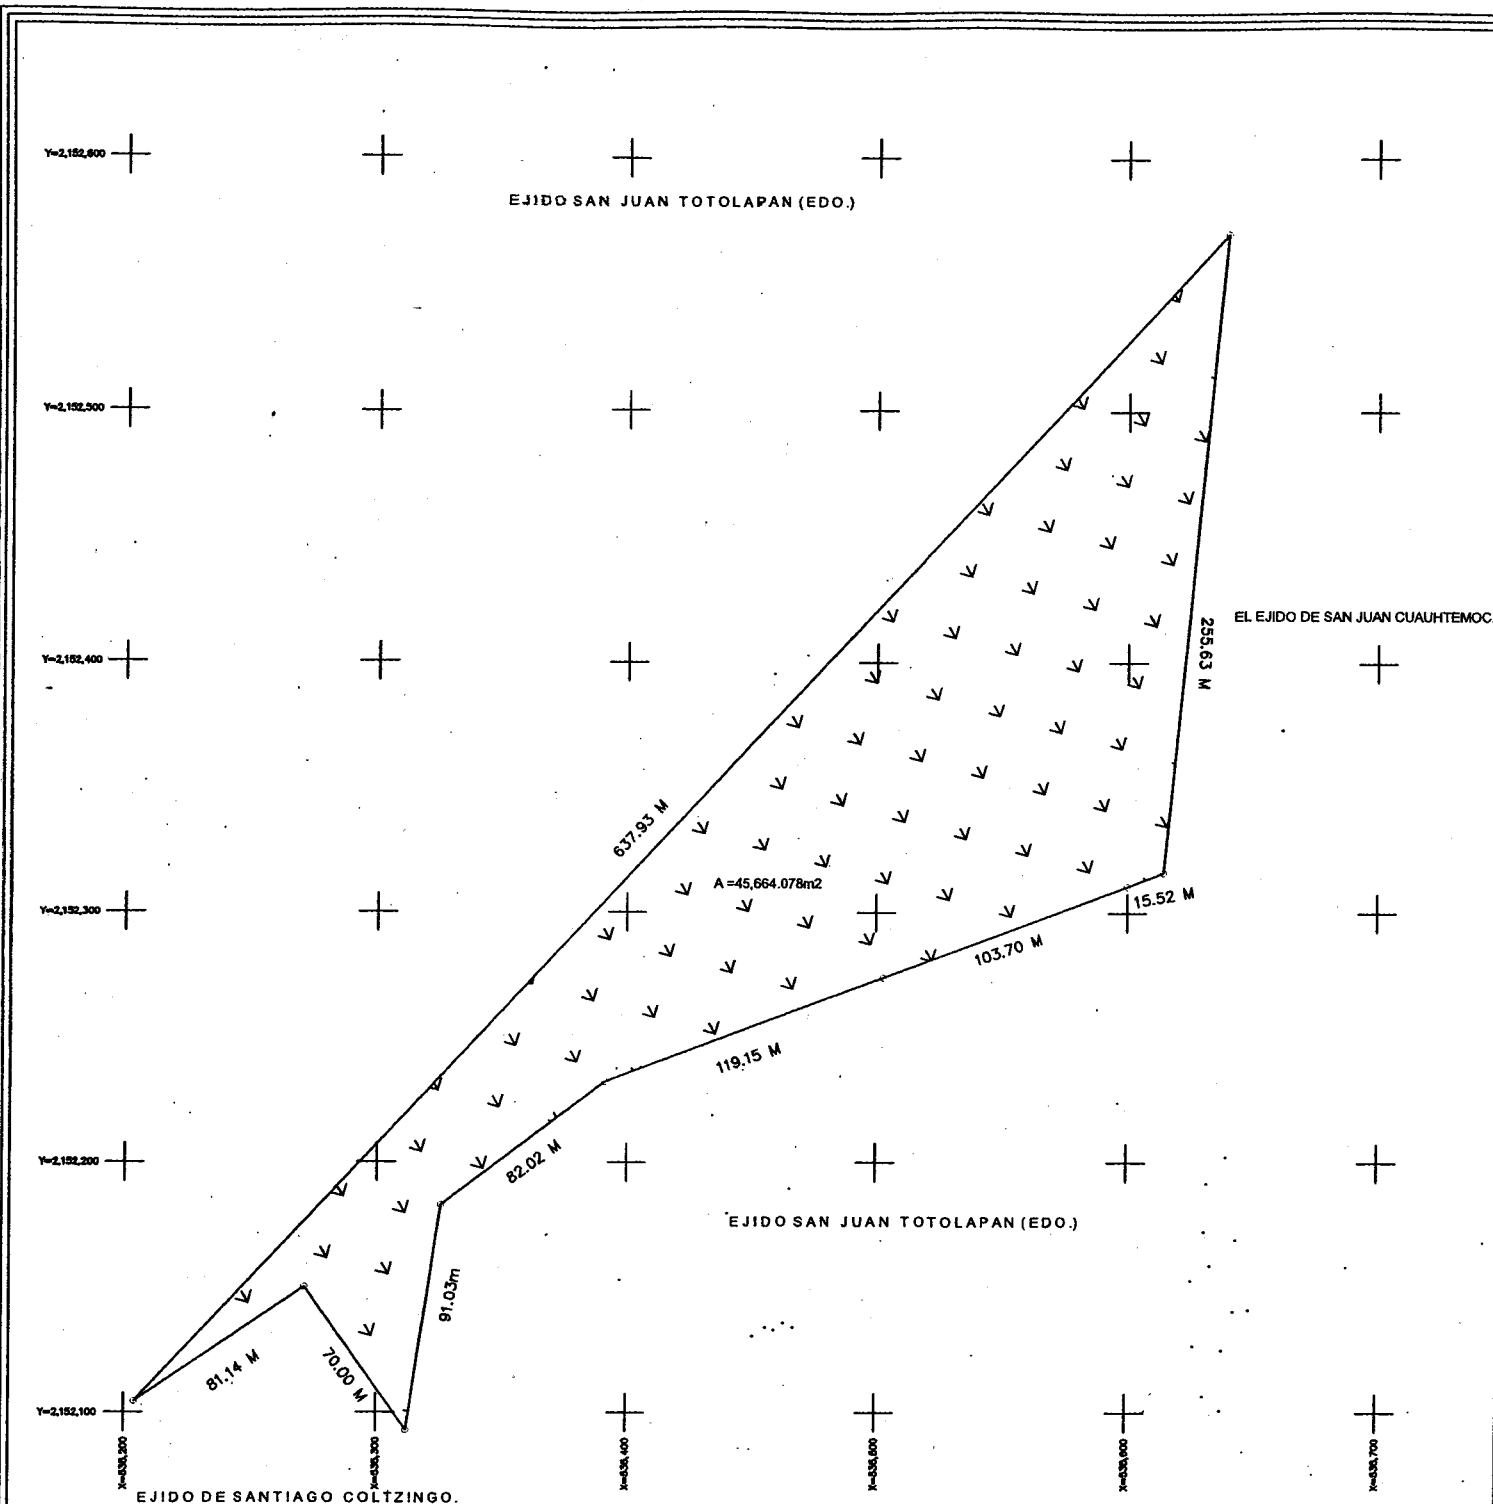 Y=2,152,600
EJIDO SAN JUAN TOTOLAPAN (EDO.)
Y=2,152,500
EL EJIDO DE SAN JUAN CUAUHTEMOC.
255.63 M
Y=2,152,400
637.93 M
A =45,664.078m2
15.52 M
Y=2,152,300
103.70 M
119.15 M
82.02 M
Y=2,152,200
EJIDO SAN JUAN TOTOLAPAN (EDO.)
91.03m
81.14 M
70.00 M
Y=2,152,100
EJIDO DE SANTIAGO COLTZINGO.